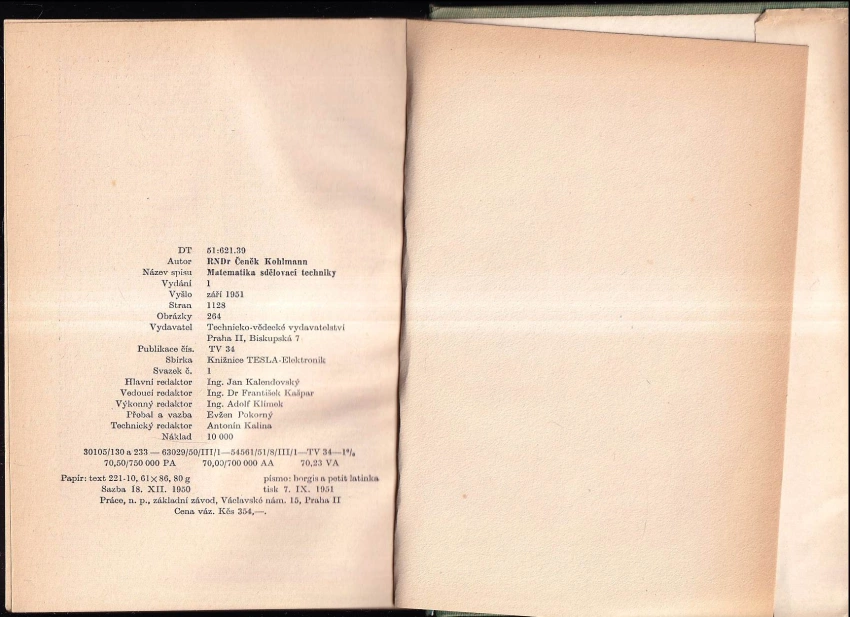 DT 51:621.39
Autor RNDr Čeněk Kohlmann
Název spisu Matematika sdělovací techniky
Vydání 1
Vyšlo září 1951
Stran 1128
Obrázky 264
Vydavatel Technicko-vědecké vydavatelství
Praha II, Biskupská 7
Publikace čís. TV 34
Sbírka Knižnice TESLA-Elektronik
Svazek č. 1
Hlavní redaktor Ing. Jan Kalendovský
Vedoucí redaktor Ing. Dr František Kašpar
Výkonný redaktor Ing. Adolf Klimek
Přebal a vazba Evžen Pokorný
Technický redaktor Antonín Kalina
Náklad 10 000
30105/130 a 233 — 63029/50/III/1—54561/51/8/III/1—TV 34—
70,50/750 000 PA 70,00/700 000 AA 70,23 VA
Papír: text 221-10, 61×86, 80 g písmo: borgis a petit latinka
Sazba 18. XII. 1950 tisk 7. IX. 1951
Práce, n. p., základní závod, Václavské nám. 15, Praha II
Cena váz. Kčs 354,—.